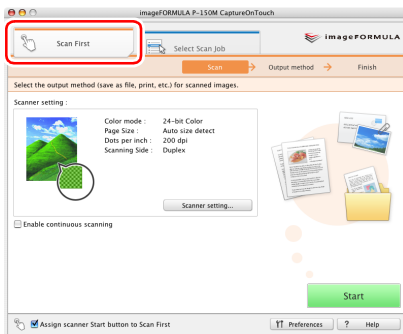 imageFORMULA P-150M CaptureOnTouch
Scan First
Select Scan Job
imageFORMULA
Scan
Output method
Finish
Select the output method (save as file, print, etc.) for scanned images.
Scanner setting :
Color mode : 24-bit Color
Page Size : Auto size detect
Dots per inch : 200 dpi
Scanning Side : Duplex
Scanner setting...
Enable continuous scanning
Start
Assign scanner Start button to Scan First
Preferences
? Help